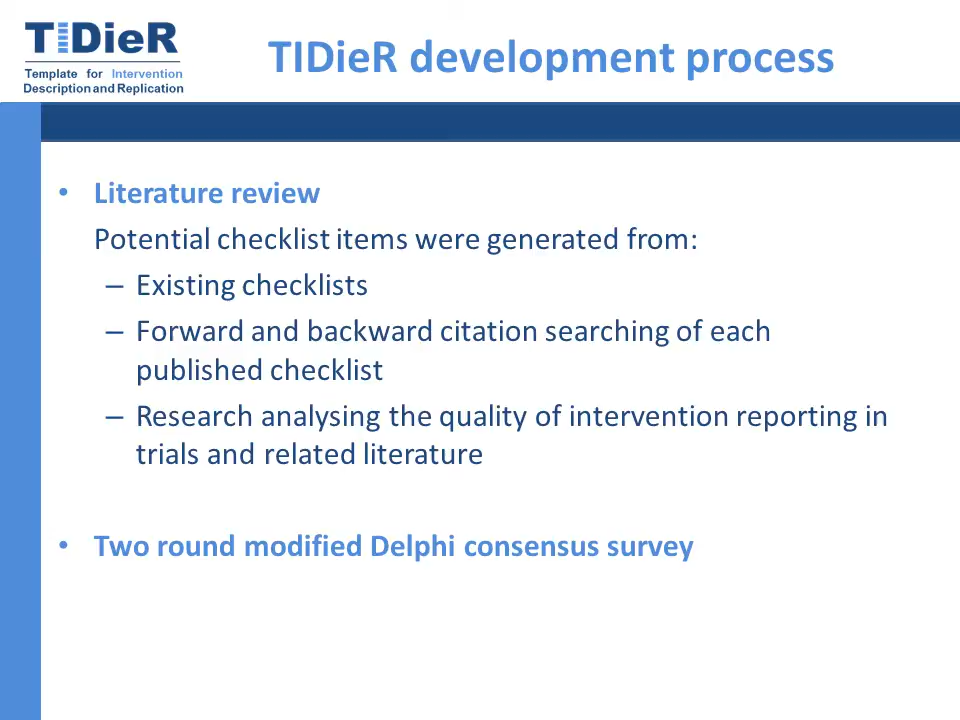 TIDieR
Template for Intervention
Description and Replication
TIDieR development process
• Literature review
Potential checklist items were generated from:
– Existing checklists
– Forward and backward citation searching of each
published checklist
– Research analysing the quality of intervention reporting in
trials and related literature
• Two round modified Delphi consensus survey